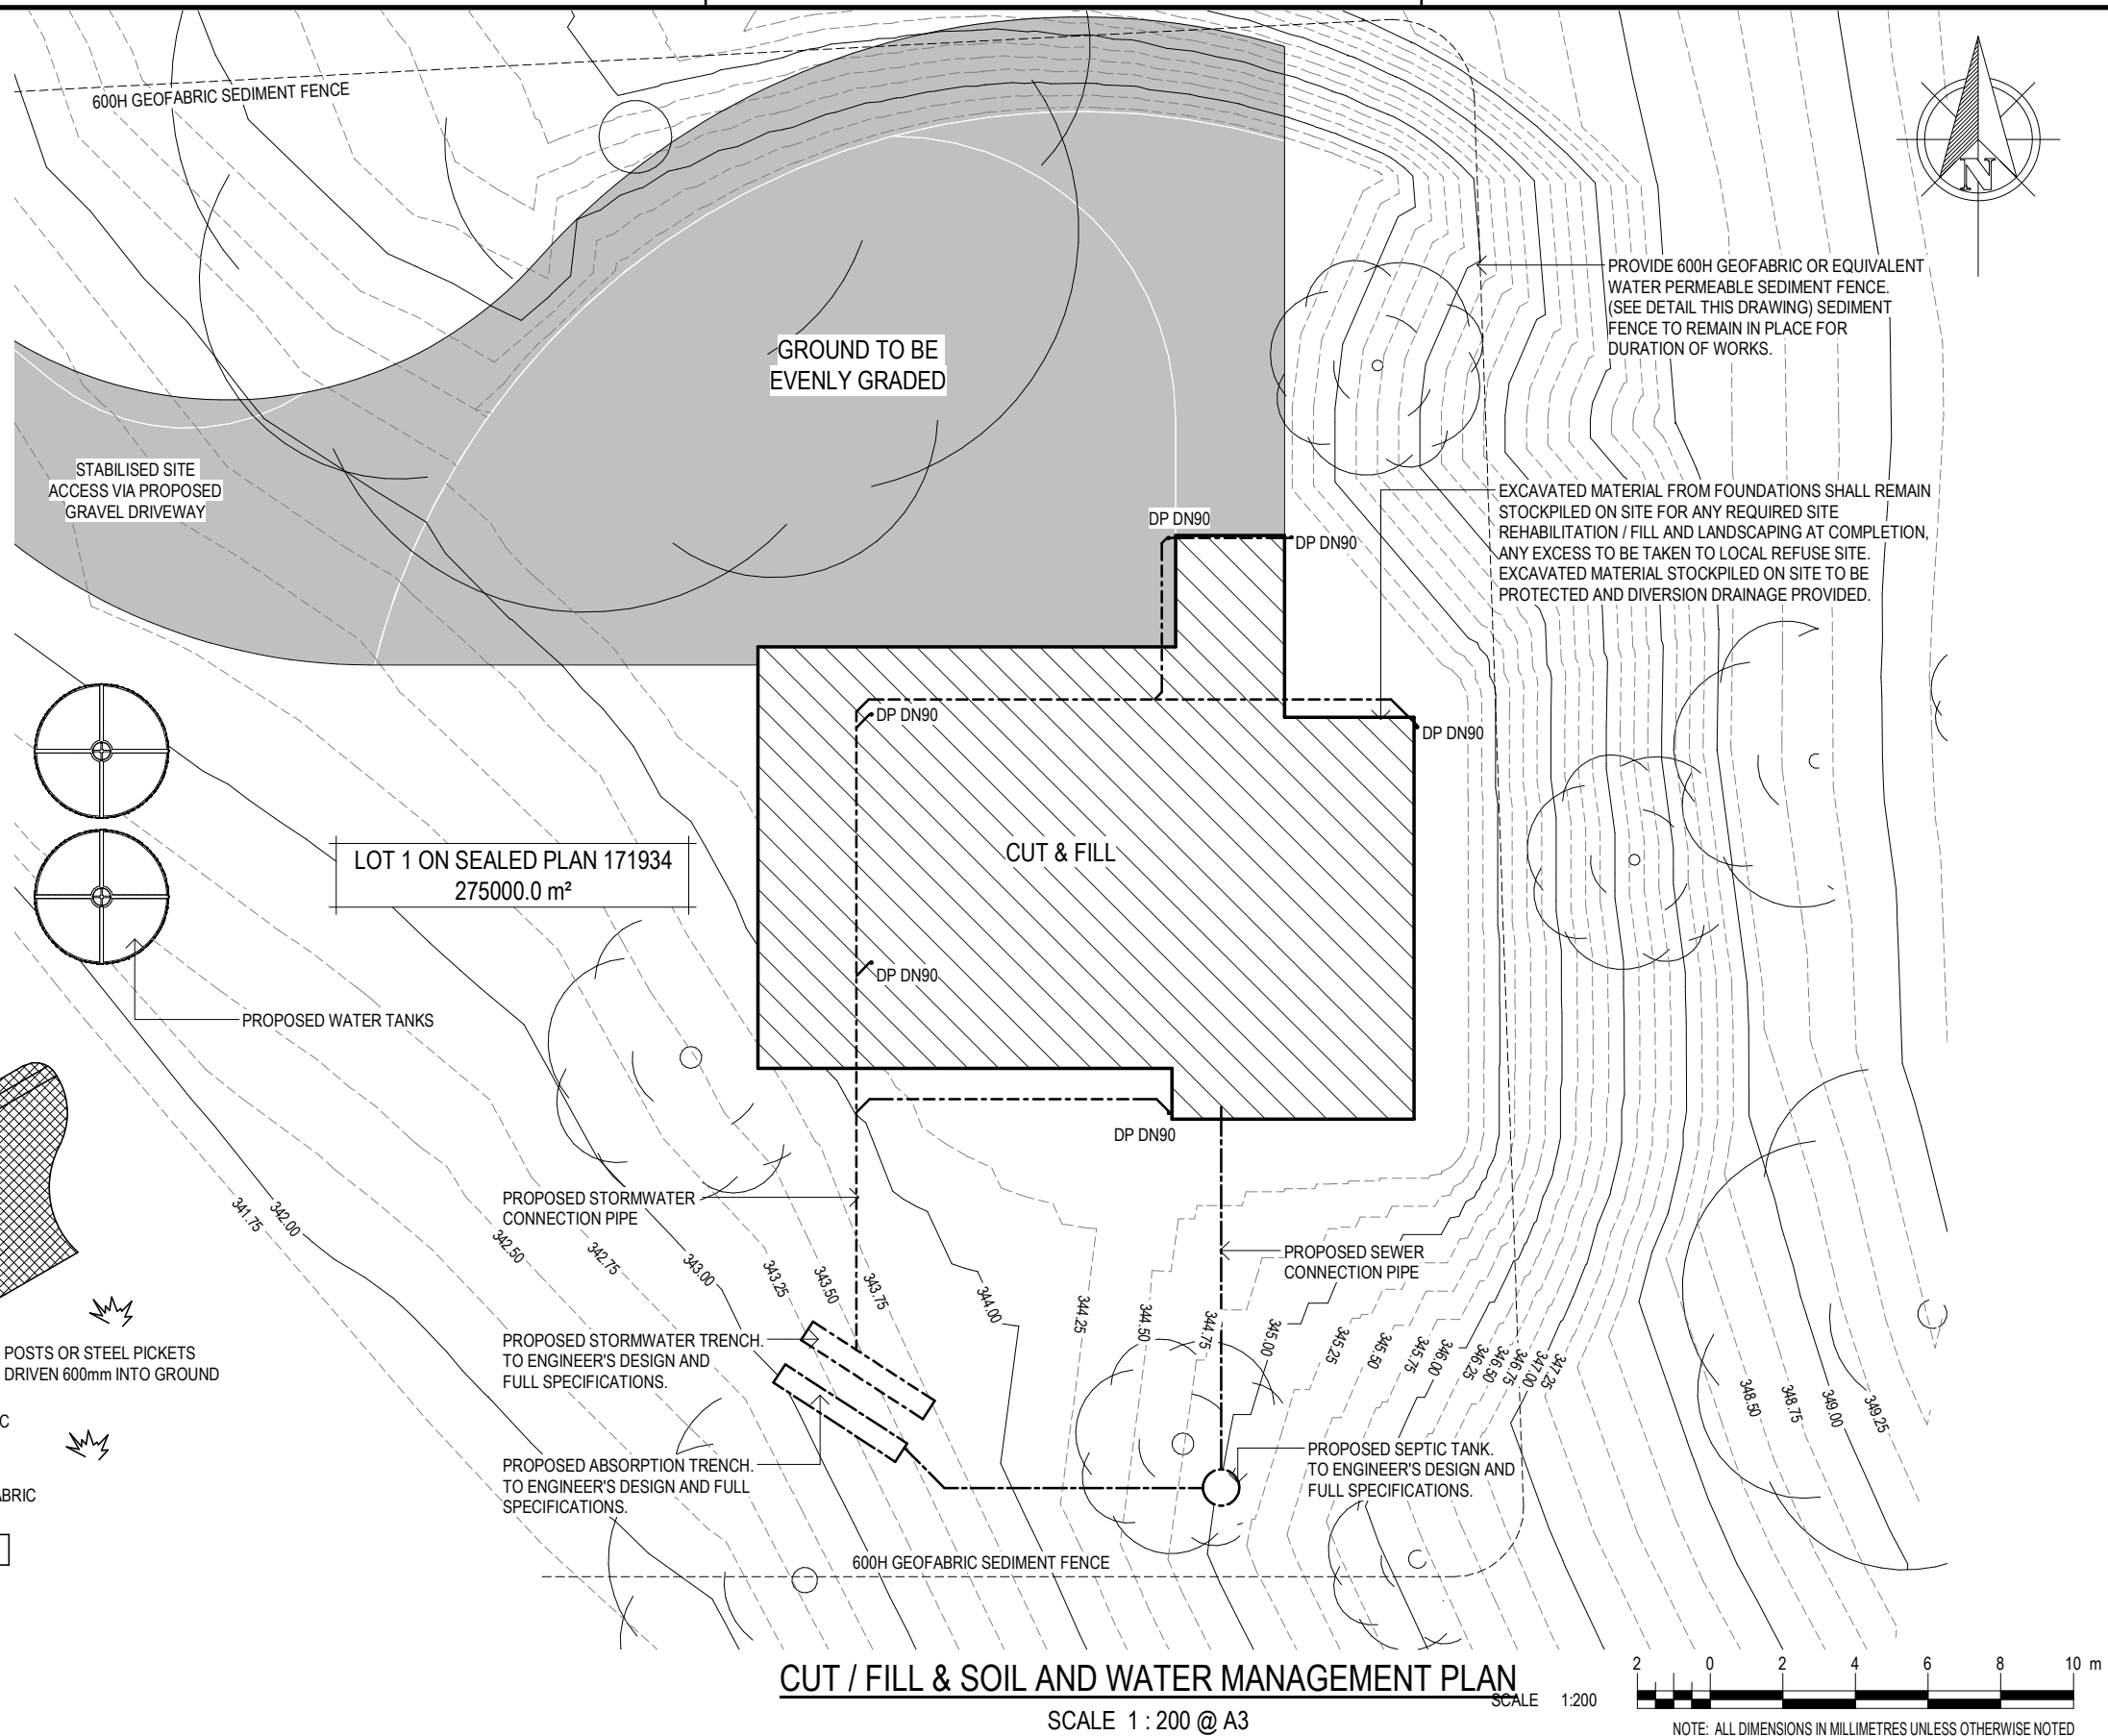 600H GEOFABRIC SEDIMENT FENCE
N
PROVIDE 600H GEOFABRIC OR EQUIVALENT
WATER PERMEABLE SEDIMENT FENCE.
(SEE DETAIL THIS DRAWING) SEDIMENT
FENCE TO REMAIN IN PLACE FOR
DURATION OF WORKS.
GROUND TO BE
EVENLY GRADED
STABILISED SITE
ACCESS VIA PROPOSED
GRAVEL DRIVEWAY
EXCAVATED MATERIAL FROM FOUNDATIONS SHALL REMAIN
STOCKPILED ON SITE FOR ANY REQUIRED SITE
REHABILITATION / FILL AND LANDSCAPING AT COMPLETION,
ANY EXCESS TO BE TAKEN TO LOCAL REFUSE SITE.
EXCAVATED MATERIAL STOCKPILED ON SITE TO BE
PROTECTED AND DIVERSION DRAINAGE PROVIDED.
DP DN90
DP DN90
DP DN90
DP DN90
CUT & FILL
LOT 1 ON SEALED PLAN 171934
275000.0 m²
DP DN90
PROPOSED WATER TANKS
DP DN90
PROPOSED STORMWATER
CONNECTION PIPE
PROPOSED SEWER
CONNECTION PIPE
341.75
342.00
342.50
342.75
343.00
343.25
343.50
343.75
344.00
344.25
344.50
344.75
345.00
345.25
345.50
345.75
346.00
346.25
346.50
346.75
347.00
347.25
348.50
348.75
349.00
349.25
POSTS OR STEEL PICKETS
DRIVEN 600mm INTO GROUND
C
ABRIC
PROPOSED STORMWATER TRENCH.
TO ENGINEER'S DESIGN AND
FULL SPECIFICATIONS.
PROPOSED ABSORPTION TRENCH.
TO ENGINEER'S DESIGN AND FULL
SPECIFICATIONS.
PROPOSED SEPTIC TANK.
TO ENGINEER'S DESIGN AND
FULL SPECIFICATIONS.
600H GEOFABRIC SEDIMENT FENCE
CUT / FILL & SOIL AND WATER MANAGEMENT PLAN
SCALE 1 : 200 @ A3
SCALE 1:200
2 0 2 4 6 8 10 m
NOTE: ALL DIMENSIONS IN MILLIMETRES UNLESS OTHERWISE NOTED